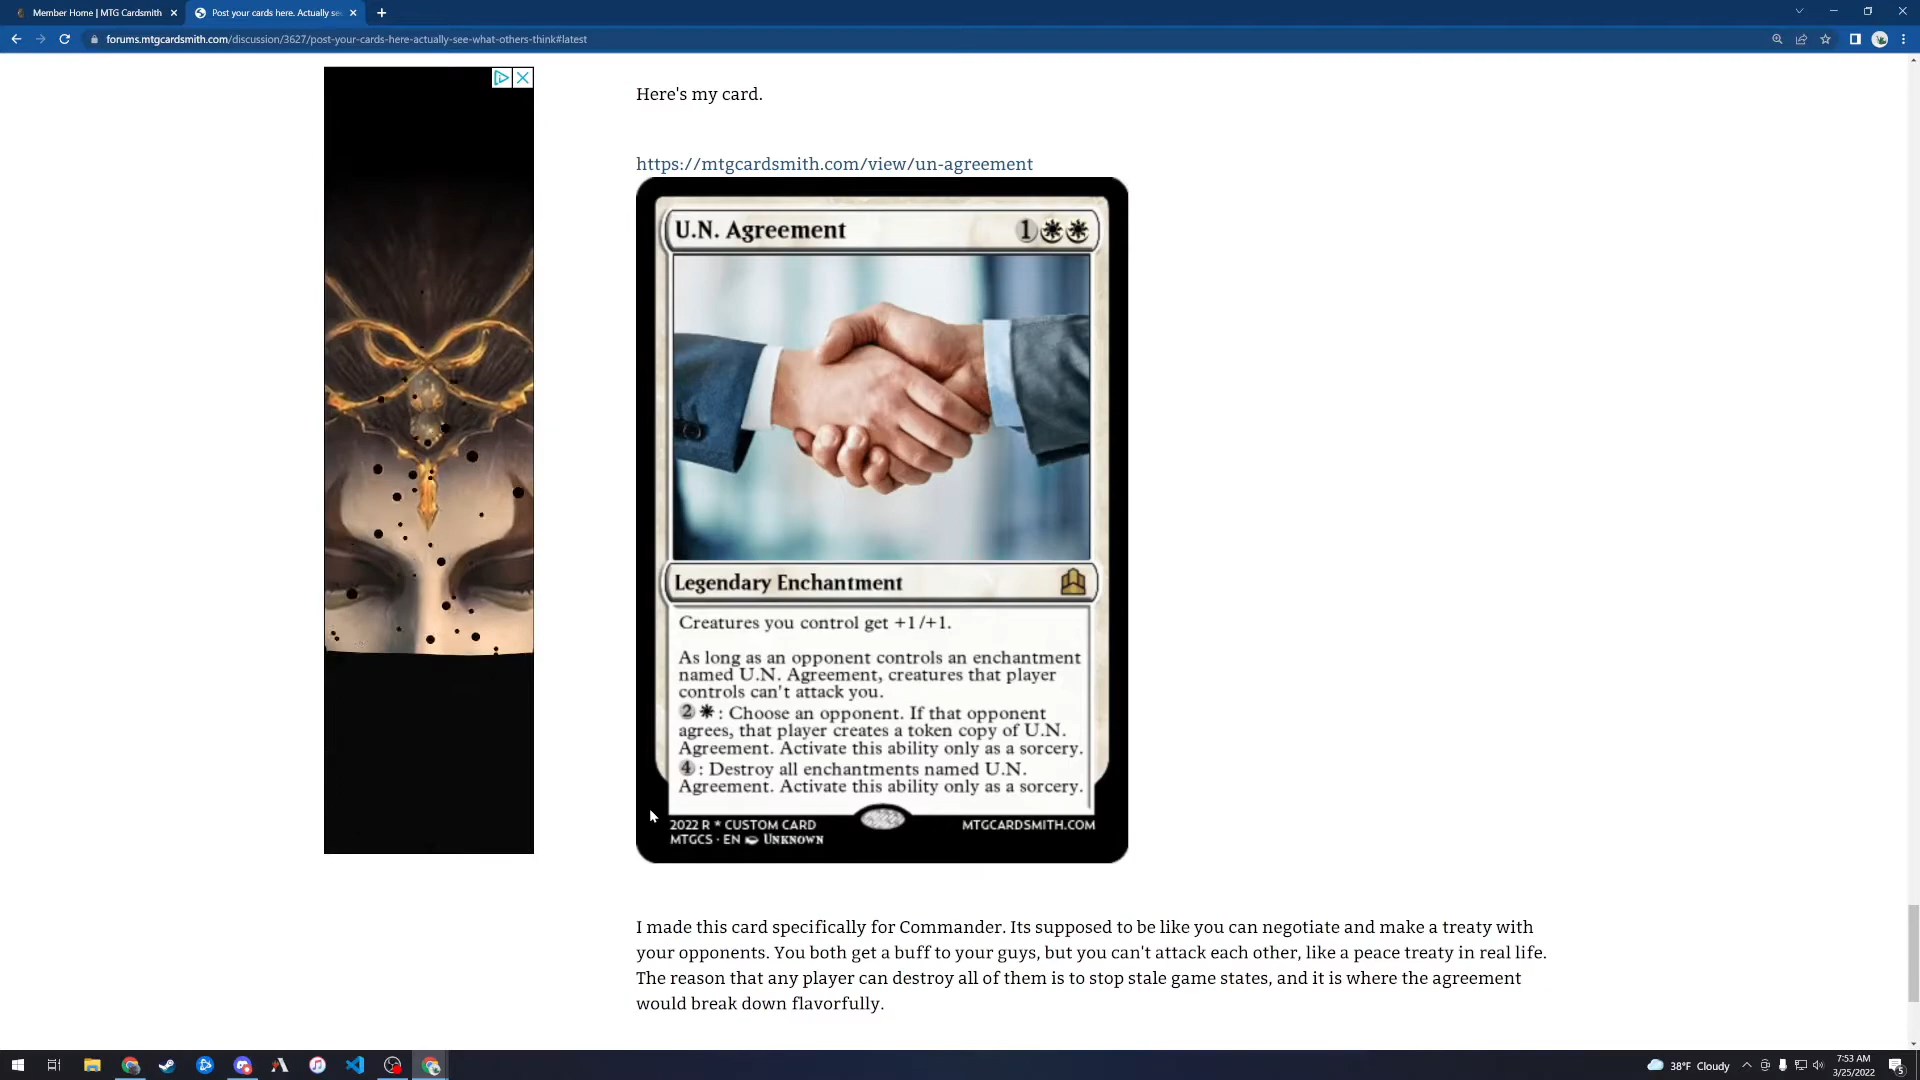 Member Home | MTG Cardsmith
Post your cards here. Actually se
forums.mtgcardsmith.com/discussion/3627/post-your-cards-here-actually-see-what-others-think#latest
Here's my card.
https://mtgcardsmith.com/view/un-agreement
U.N. Agreement 1
Legendary Enchantment
Creatures you control get +1/+1.
As long as an opponent controls an enchantment
named U.N. Agreement, creatures that player
controls can't attack you.
2 : Choose an opponent. If that opponent
agrees, that player creates a token copy of U.N.
Agreement. Activate this ability only as a sorcery.
4 : Destroy all enchantments named U.N.
Agreement. Activate this ability only as a sorcery.
2022 R * CUSTOM CARD
MTGCARDSMITH.COM
MTGCS · EN UNKNOWN
I made this card specifically for Commander. Its supposed to be like you can negotiate and make a treaty with
your opponents. You both get a buff to your guys, but you can't attack each other, like a peace treaty in real life.
The reason that any player can destroy all of them is to stop stale game states, and it is where the agreement
would break down flavorfully.
38°F Cloudy
7:53 AM
3/25/2022
5